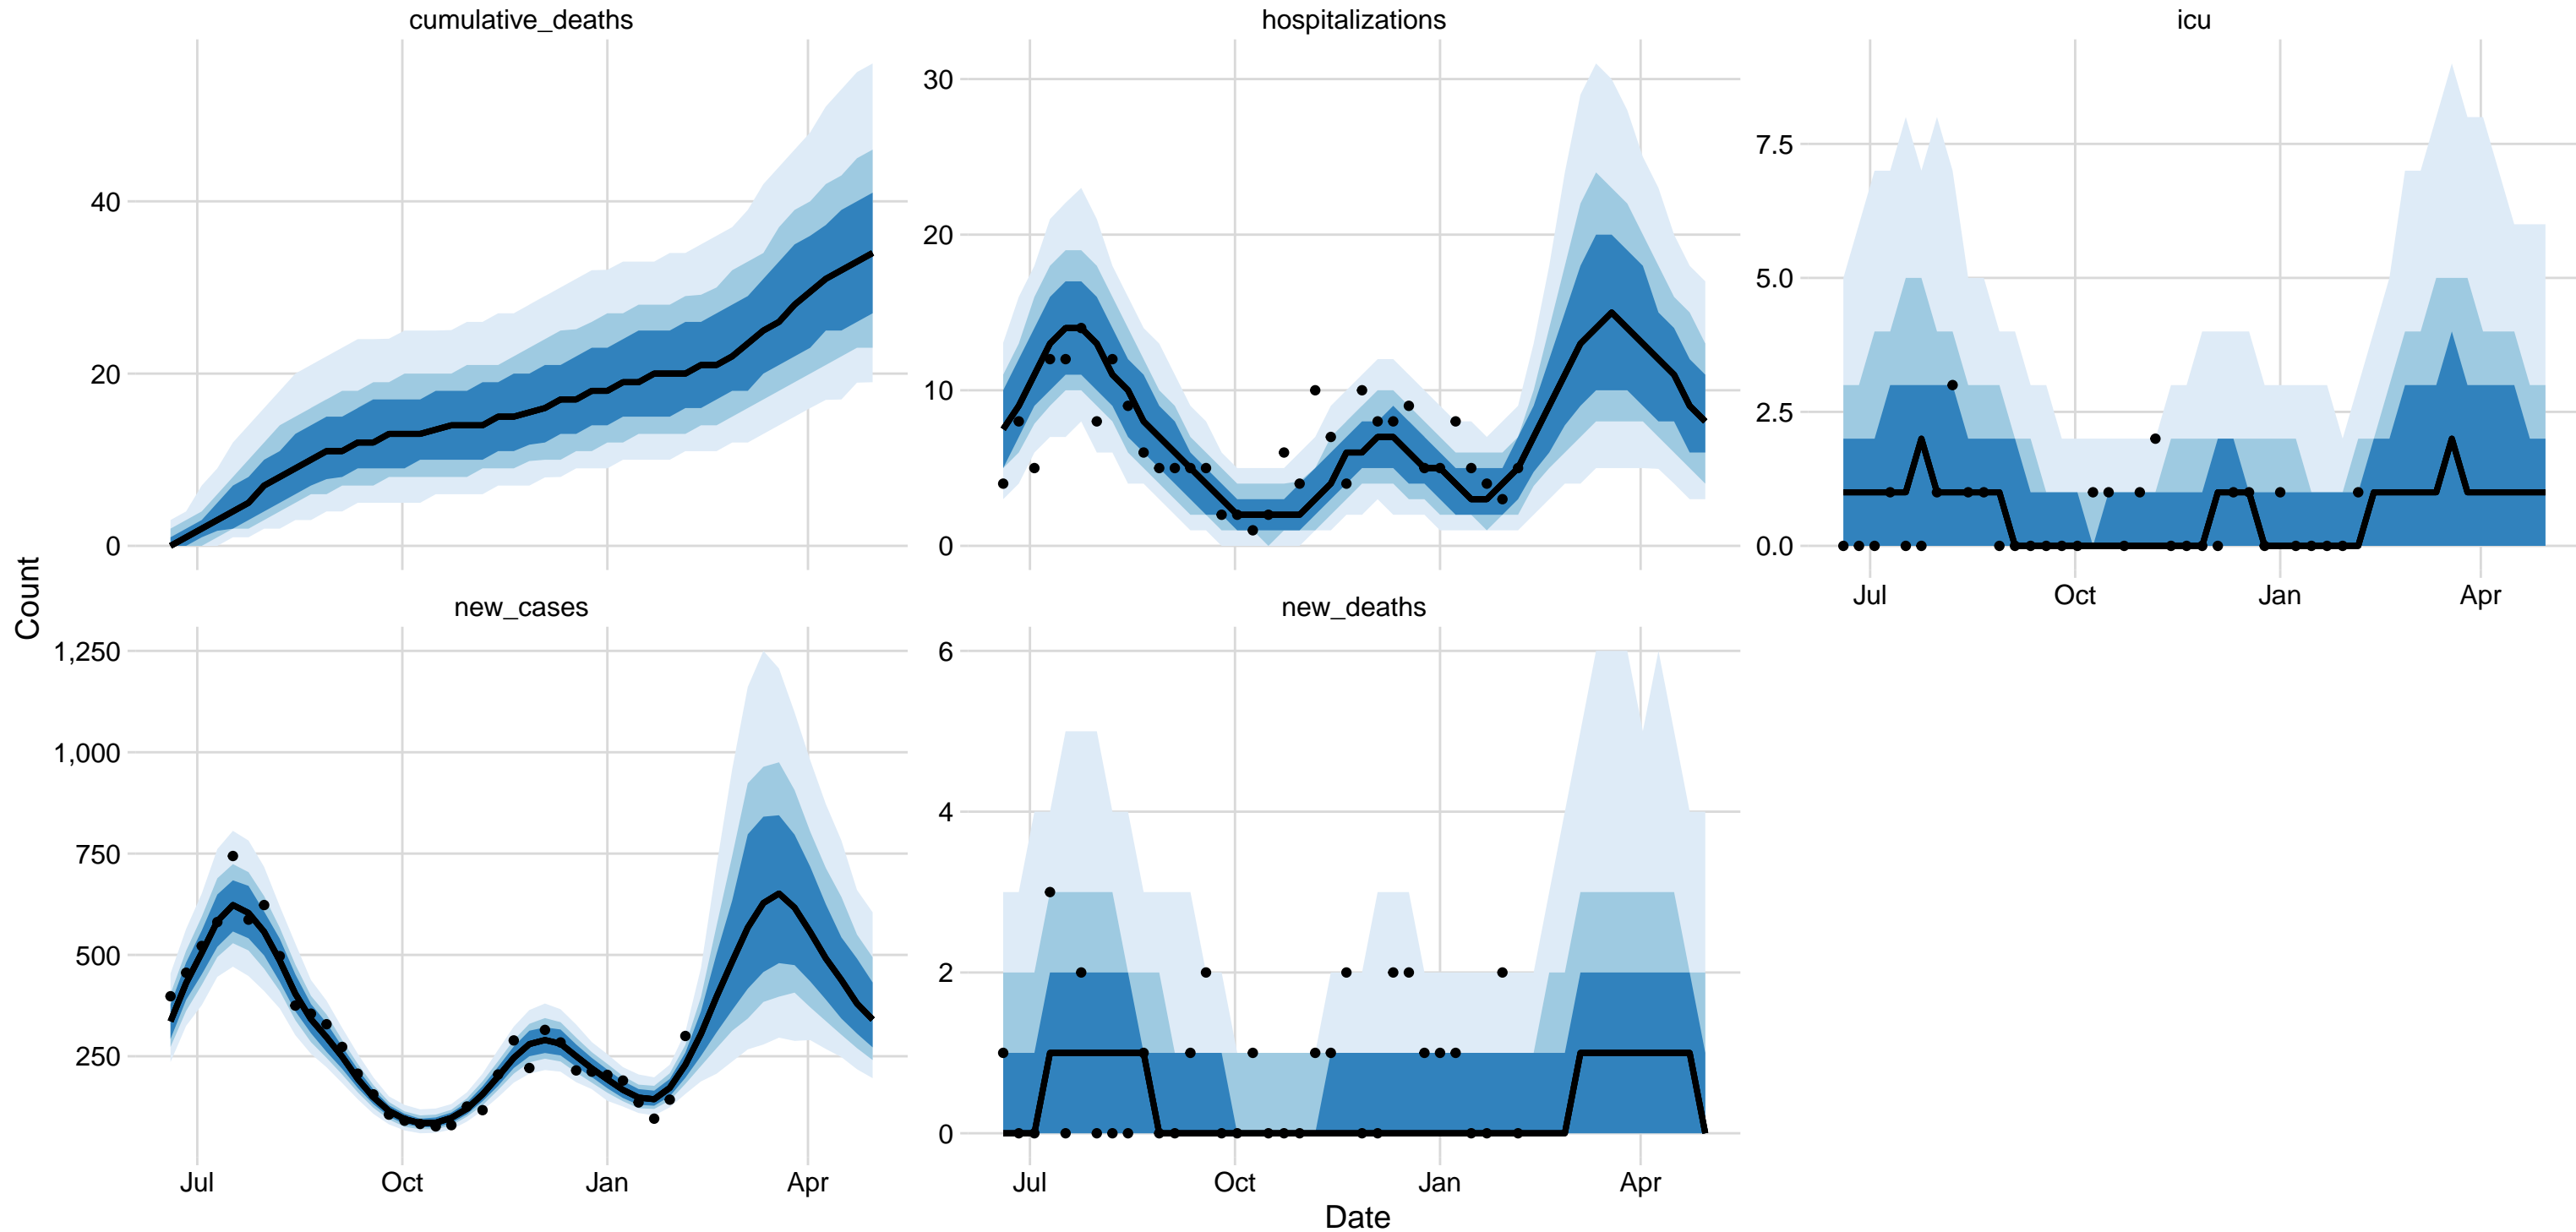 cumulative_deaths
hospitalizations
icu
40
20
0
30
20
10
0
7.5
5.0
2.5
0.0
Jul Oct Jan Apr
Count
new_cases
new_deaths
1,250
1,000
750
500
250
6
4
2
0
Jul Oct Jan Apr
Jul Oct Jan Apr
Date